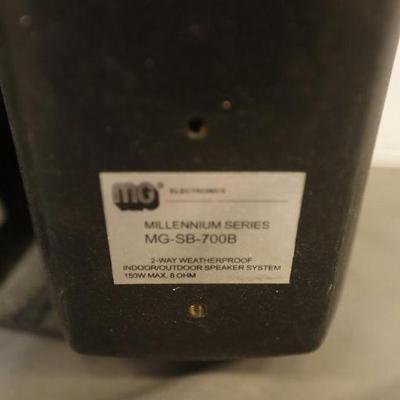 MG® ELECTRONICS
MILLENNIUM SERIES
MG-SB-700B
2-WAY WEATHERPROOF
INDOOR/OUTDOOR SPEAKER SYSTEM
150W MAX. 8 OHM